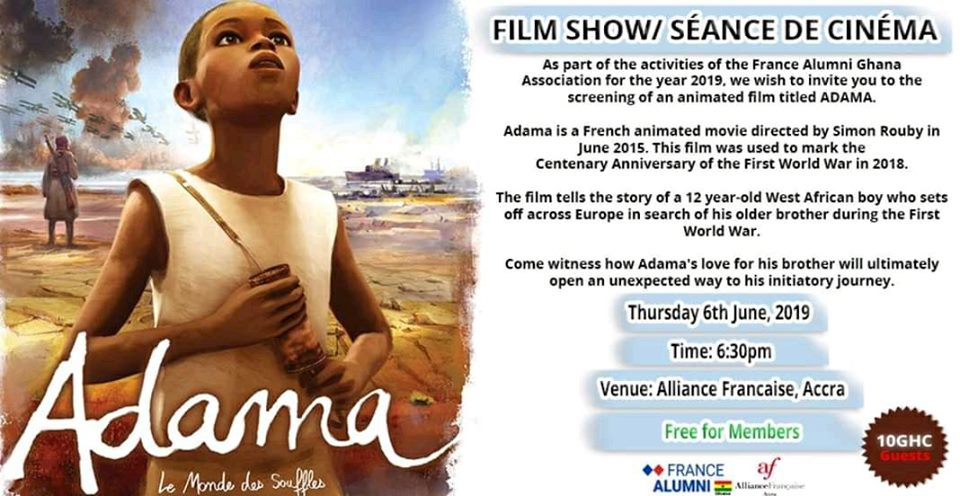 FILM SHOW/ SÉANCE DE CINÉMA
As part of the activities of the France Alumni Ghana
Association for the year 2019, we wish to invite you to the
screening of an animated film titled ADAMA.
Adama is a French animated movie directed by Simon Rouby in
June 2015. This film was used to mark the
Centenary Anniversary of the First World War in 2018.
The film tells the story of a 12 year-old West African boy who sets
off across Europe in search of his older brother during the First
World War.
Come witness how Adama's love for his brother will ultimately
open an unexpected way to his initiatory journey.
Thursday 6th June, 2019
Time: 6:30pm
Venue: Alliance Francaise, Accra
Free for Members
10GHC
Guests
FRANCE
ALUMNI
Ghana
af
AllianceFrançaise
Accra
Adama
Le Monde des Souffles